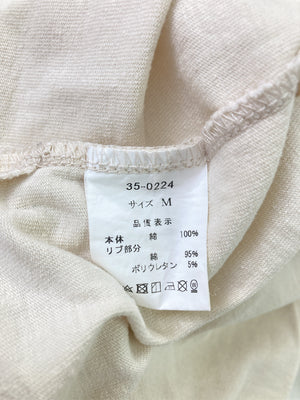 35-0224
サイズ M
品質表示
本体 綿 100%
リブ部分
綿 95%
ポリウレタン 5%